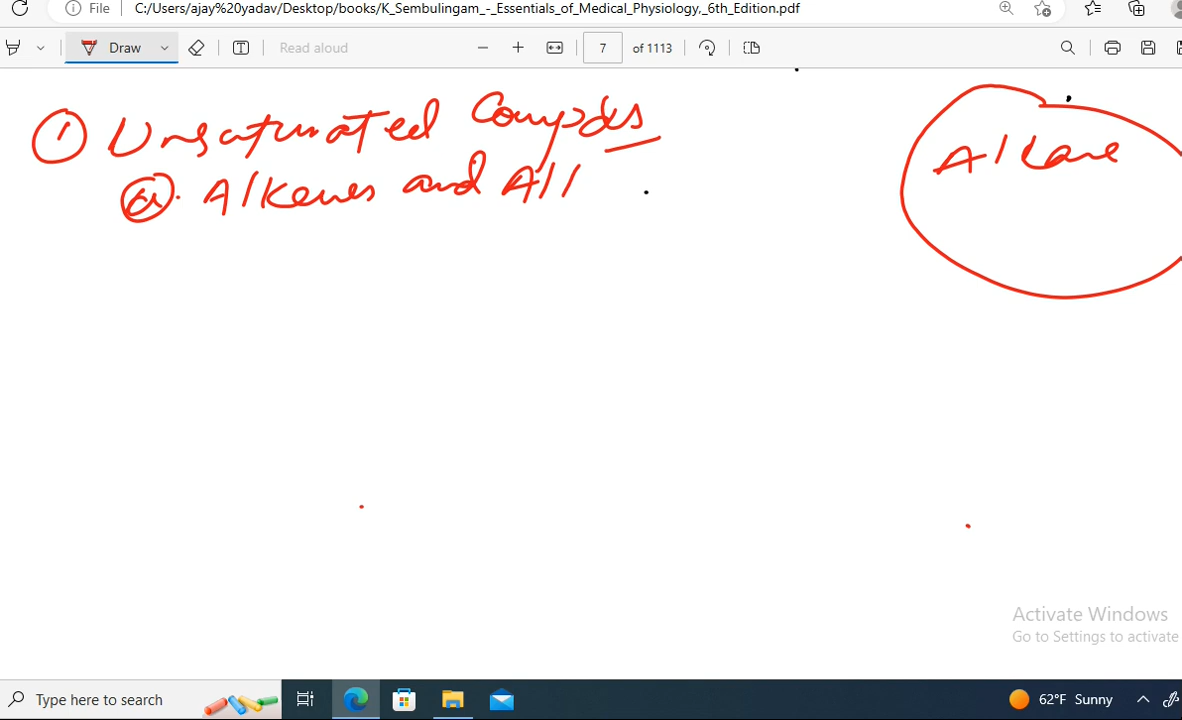 File C:/Users/ajay%20yadav/Desktop/books/K_Sembulingam_-_Essentials_of_Medical_Physiology,_6th_Edition.pdf
Draw Read aloud 7 of 1113
① Unsaturated Compds
ⓐ. Alkenes and All
Alkane
Activate Windows
Go to Settings to activate
Type here to search 62°F Sunny